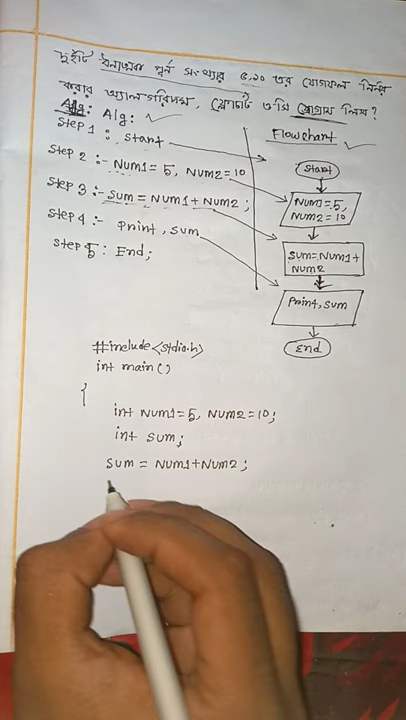 দুইটি ধনাত্মক পূর্ন সংখ্যার ৫,১০ এর যোগফল নির্নয়
করার অ্যালগরিদম, ফ্লোচার্ট ও সি প্রোগ্রাম লিখ?
Alg: Alg:
Step 1 : Start
Step 2 :- Num1 = 5, Num2 = 10
Step 3 :- Sum = Num1 + Num2 ;
Step 4 :- Print, Sum
Step 5 : End;
Flowchart
Start
Num1 = 5,
Num2 = 10
Sum = Num1 +
Num2
Print, Sum
End
#include<stdio.h>
int main()
{
int Num1=5, Num2=10;
int Sum;
Sum = Num1+Num2;